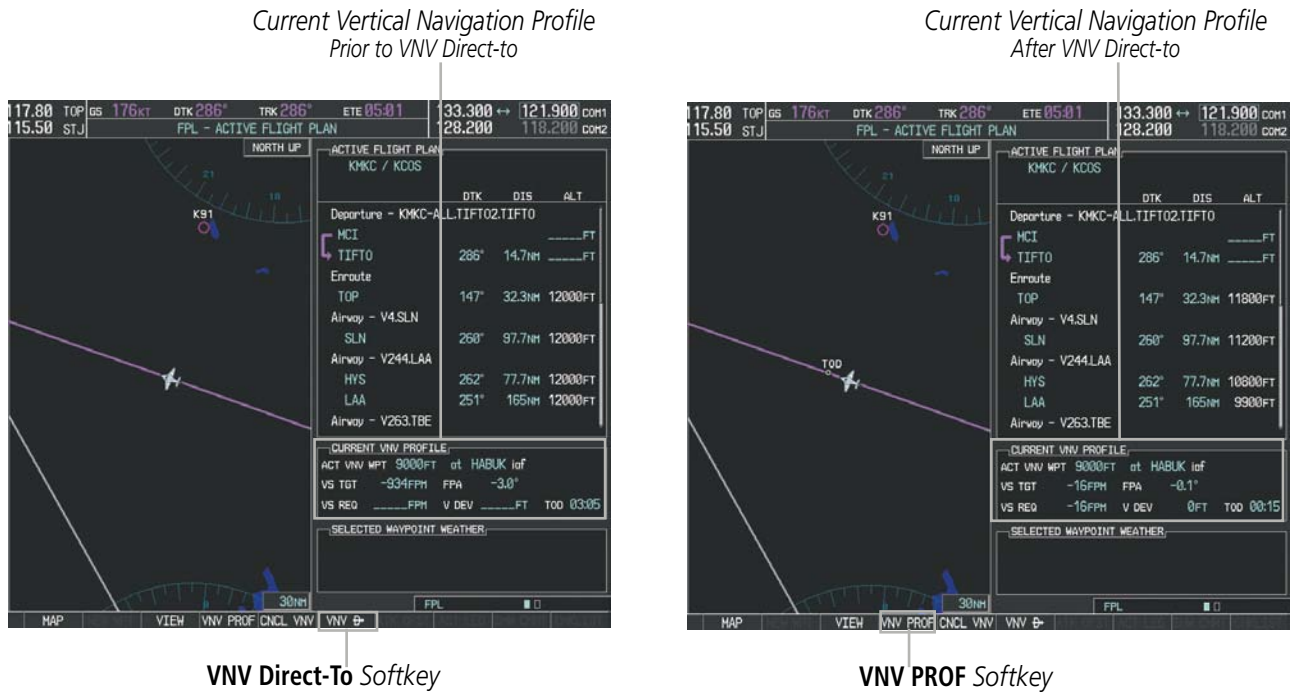 Current Vertical Navigation Profile
Prior to VNV Direct-to
117.80 TOP GS 176KT DTK 286° TRK 286° ETE 05:01 133.300 ↔ 121.900 COM1
115.50 STJ FPL – ACTIVE FLIGHT PLAN 128.200 118.200 COM2
NORTH UP
21
18
K91
30NM
ACTIVE FLIGHT PLAN
KMKC / KCOS
DTK DIS ALT
Departure – KMKC-ALL.TIFTO2.TIFTO
MCI _____FT
TIFTO 286° 14.7NM _____FT
Enroute
TOP 147° 32.3NM 12000FT
Airway – V4.SLN
SLN 260° 97.7NM 12000FT
Airway – V244.LAA
HYS 262° 77.7NM 12000FT
LAA 251° 165NM 12000FT
Airway – V263.TBE
CURRENT VNV PROFILE
ACT VNV WPT 9000FT at HABUK iaf
VS TGT -934FPM FPA -3.0°
VS REQ _____FPM V DEV _____FT TOD 03:05
SELECTED WAYPOINT WEATHER
FPL
MAP VIEW VNV PROF CNCL VNV VNV
VNV Direct-To Softkey
Current Vertical Navigation Profile
After VNV Direct-to
117.80 TOP GS 176KT DTK 286° TRK 286° ETE 05:01 133.300 ↔ 121.900 COM1
115.50 STJ FPL – ACTIVE FLIGHT PLAN 128.200 118.200 COM2
NORTH UP
21
18
K91
TOD
30NM
ACTIVE FLIGHT PLAN
KMKC / KCOS
DTK DIS ALT
Departure – KMKC-ALL.TIFTO2.TIFTO
MCI _____FT
TIFTO 286° 14.7NM _____FT
Enroute
TOP 147° 32.3NM 11800FT
Airway – V4.SLN
SLN 260° 97.7NM 11200FT
Airway – V244.LAA
HYS 262° 77.7NM 10800FT
LAA 251° 165NM 9900FT
Airway – V263.TBE
CURRENT VNV PROFILE
ACT VNV WPT 9000FT at HABUK iaf
VS TGT -16FPM FPA -0.1°
VS REQ -16FPM V DEV 0FT TOD 00:15
SELECTED WAYPOINT WEATHER
FPL
MAP VIEW VNV PROF CNCL VNV VNV
VNV PROF Softkey